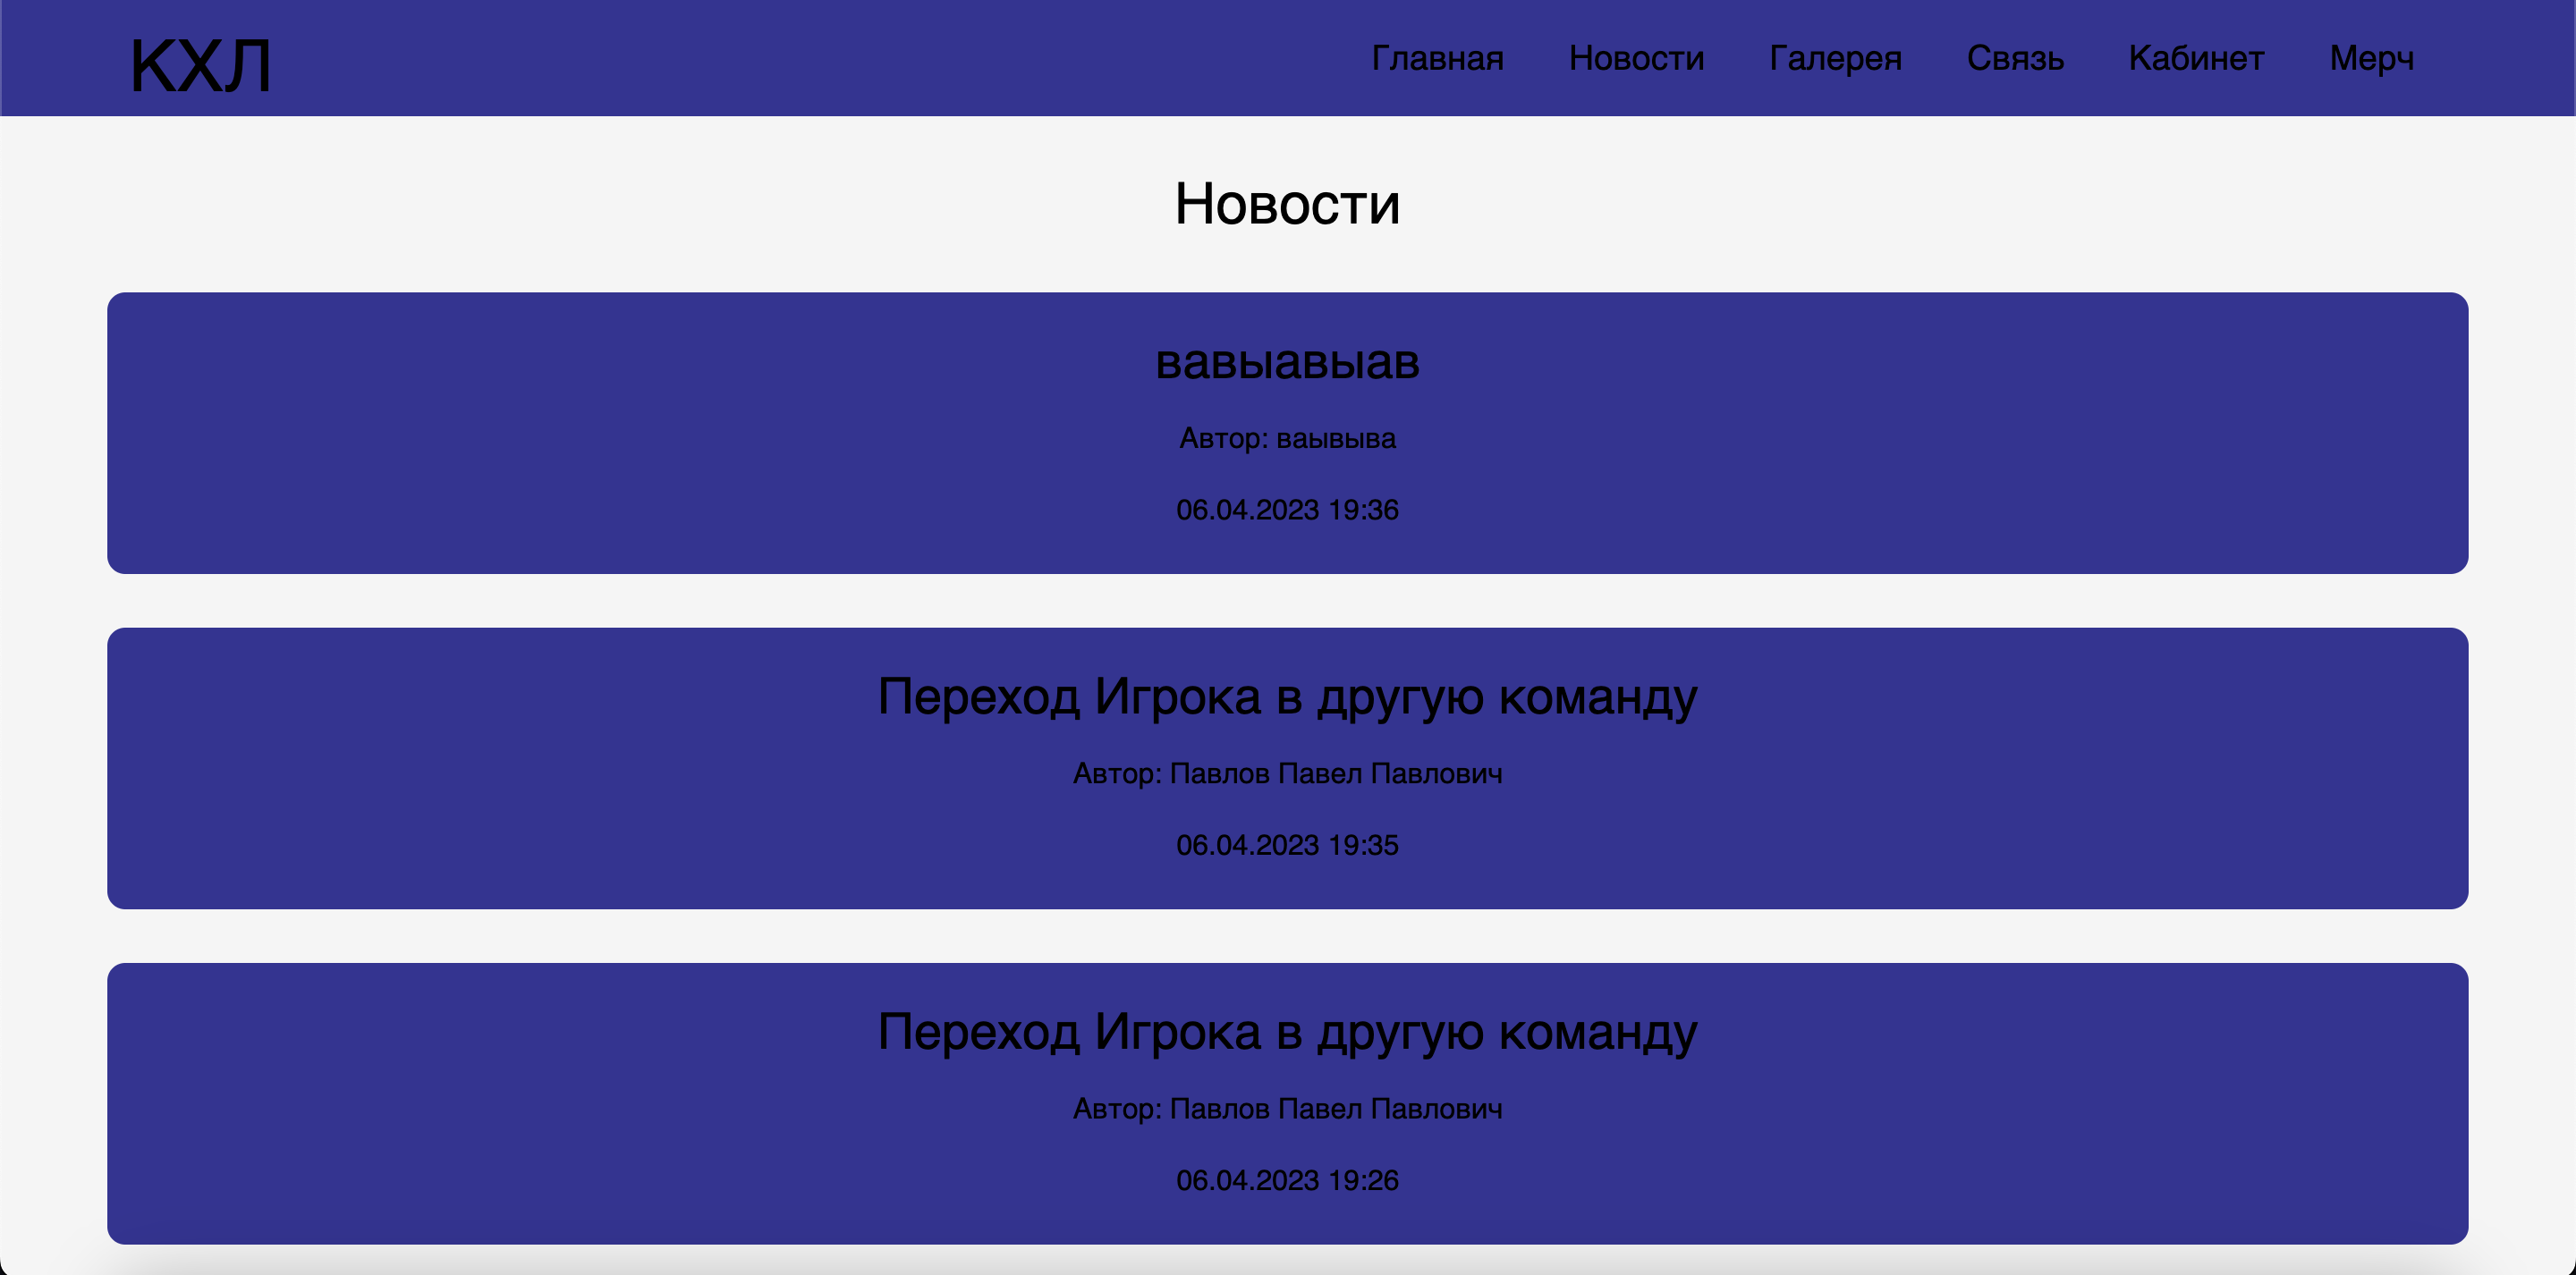 КХЛ
Главная Новости Галерея Связь Кабинет Мерч
Новости
вавыавыав
Автор: ваывыва
06.04.2023 19:36
Переход Игрока в другую команду
Автор: Павлов Павел Павлович
06.04.2023 19:35
Переход Игрока в другую команду
Автор: Павлов Павел Павлович
06.04.2023 19:26